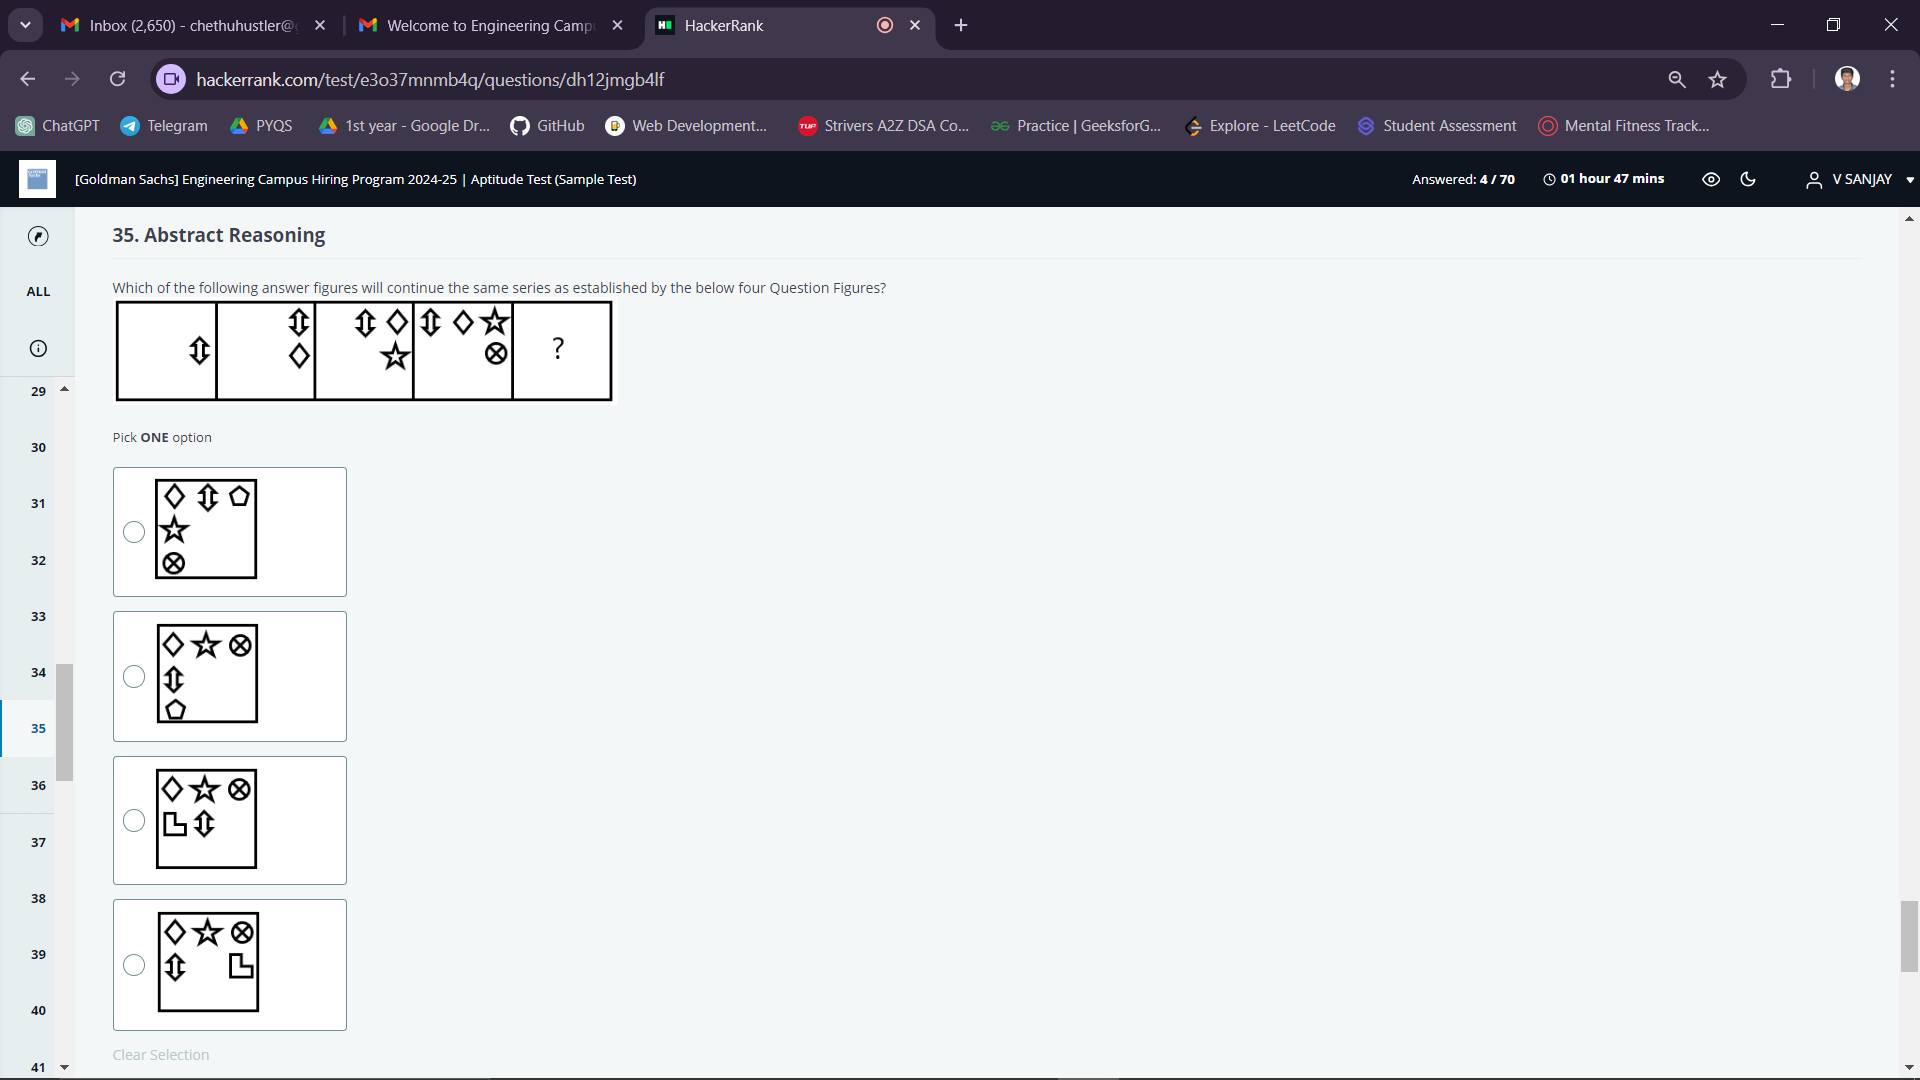 Inbox (2,650) - chethuhustler@g
Welcome to Engineering Camp
HackerRank
hackerrank.com/test/e3o37mnmb4q/questions/dh12jmgb4lf
ChatGPT
Telegram
PYQS
1st year - Google Dr...
GitHub
Web Development...
TUF
Strivers A2Z DSA Co...
Practice | GeeksforG...
Explore - LeetCode
Student Assessment
Mental Fitness Track...
[Goldman Sachs] Engineering Campus Hiring Program 2024-25 | Aptitude Test (Sample Test)
Answered: 4 / 70
01 hour 47 mins
V SANJAY
ALL
29
30
31
32
33
34
35
36
37
38
39
40
41
35. Abstract Reasoning
Which of the following answer figures will continue the same series as established by the below four Question Figures?
?
Pick ONE option
Clear Selection